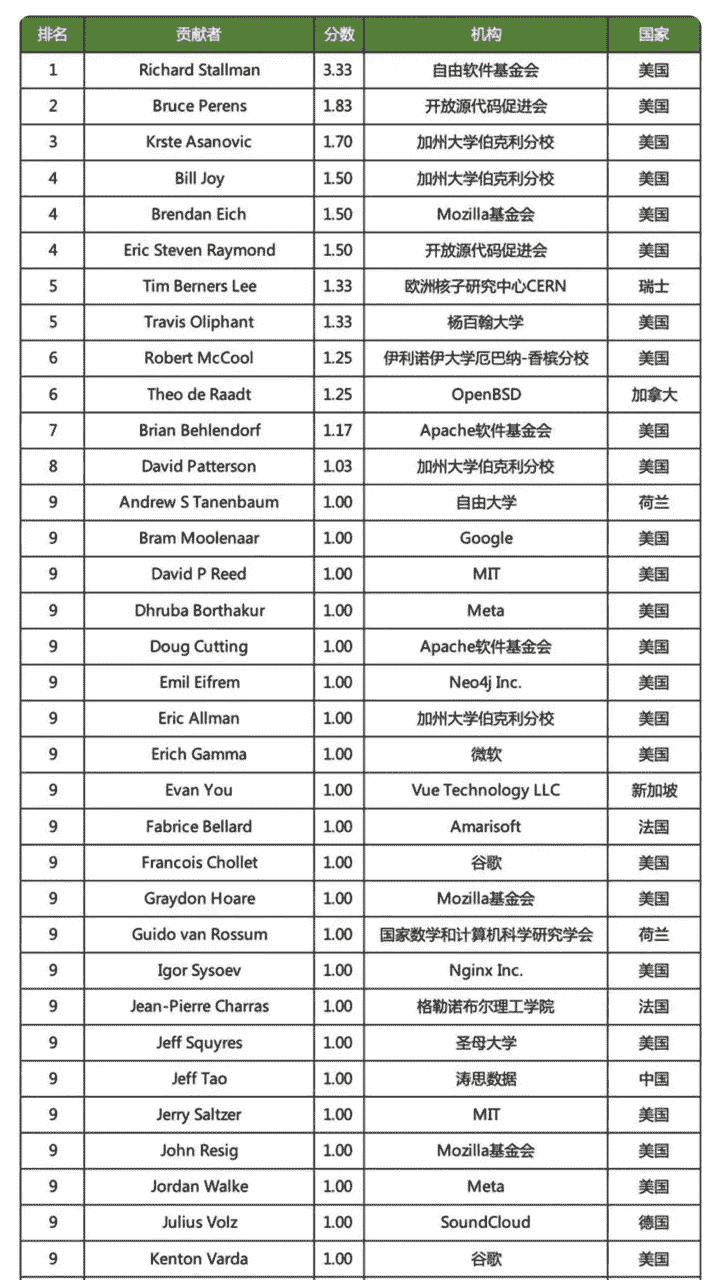 排名 贡献者 分数 机构 国家
1 Richard Stallman 3.33 自由软件基金会 美国
2 Bruce Perens 1.83 开放源代码促进会 美国
3 Krste Asanovic 1.70 加州大学伯克利分校 美国
4 Bill Joy 1.50 加州大学伯克利分校 美国
4 Brendan Eich 1.50 Mozilla基金会 美国
4 Eric Steven Raymond 1.50 开放源代码促进会 美国
5 Tim Berners Lee 1.33 欧洲核子研究中心CERN 瑞士
5 Travis Oliphant 1.33 杨百翰大学 美国
6 Robert McCool 1.25 伊利诺伊大学厄巴纳-香槟分校 美国
6 Theo de Raadt 1.25 OpenBSD 加拿大
7 Brian Behlendorf 1.17 Apache软件基金会 美国
8 David Patterson 1.03 加州大学伯克利分校 美国
9 Andrew S Tanenbaum 1.00 自由大学 荷兰
9 Bram Moolenaar 1.00 Google 美国
9 David P Reed 1.00 MIT 美国
9 Dhruba Borthakur 1.00 Meta 美国
9 Doug Cutting 1.00 Apache软件基金会 美国
9 Emil Eifrem 1.00 Neo4j Inc. 美国
9 Eric Allman 1.00 加州大学伯克利分校 美国
9 Erich Gamma 1.00 微软 美国
9 Evan You 1.00 Vue Technology LLC 新加坡
9 Fabrice Bellard 1.00 Amarisoft 法国
9 Francois Chollet 1.00 谷歌 美国
9 Graydon Hoare 1.00 Mozilla基金会 美国
9 Guido van Rossum 1.00 国家数学和计算机科学研究学会 荷兰
9 Igor Sysoev 1.00 Nginx Inc. 美国
9 Jean-Pierre Charras 1.00 格勒诺布尔理工学院 法国
9 Jeff Squyres 1.00 圣母大学 美国
9 Jeff Tao 1.00 涛思数据 中国
9 Jerry Saltzer 1.00 MIT 美国
9 John Resig 1.00 Mozilla基金会 美国
9 Jordan Walke 1.00 Meta 美国
9 Julius Volz 1.00 SoundCloud 德国
9 Kenton Varda 1.00 谷歌 美国